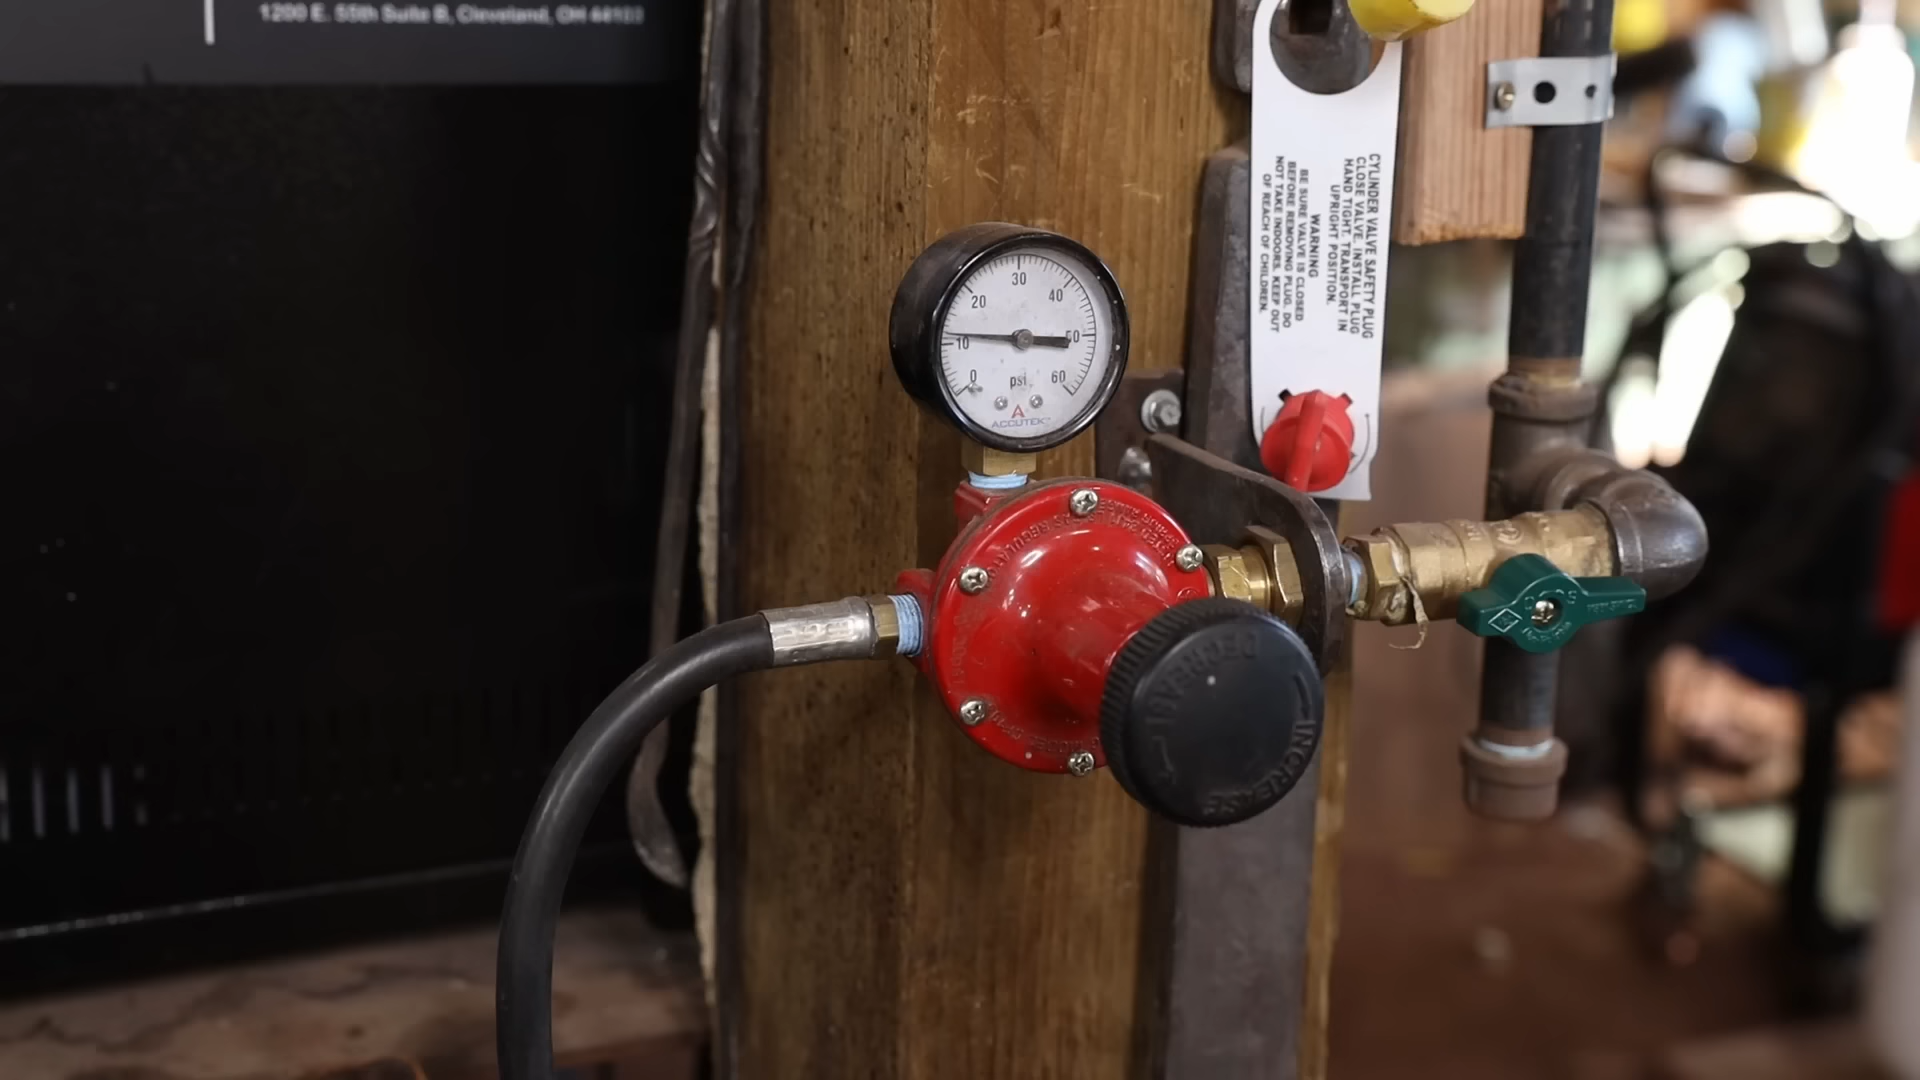 1200 E. 55th Suite B, Cleveland, OH 44103
CYLINDER VALVE SAFETY PLUG
CLOSE VALVE. INSTALL PLUG
HAND TIGHT. TRANSPORT IN
UPRIGHT POSITION.
WARNING
BE SURE VALVE IS CLOSED
BEFORE REMOVING PLUG. DO
NOT TAKE INDOORS. KEEP OUT
OF REACH OF CHILDREN.
0
10
20
30
40
50
60
psi
ACCUTEK
DECREASE
INCREASE